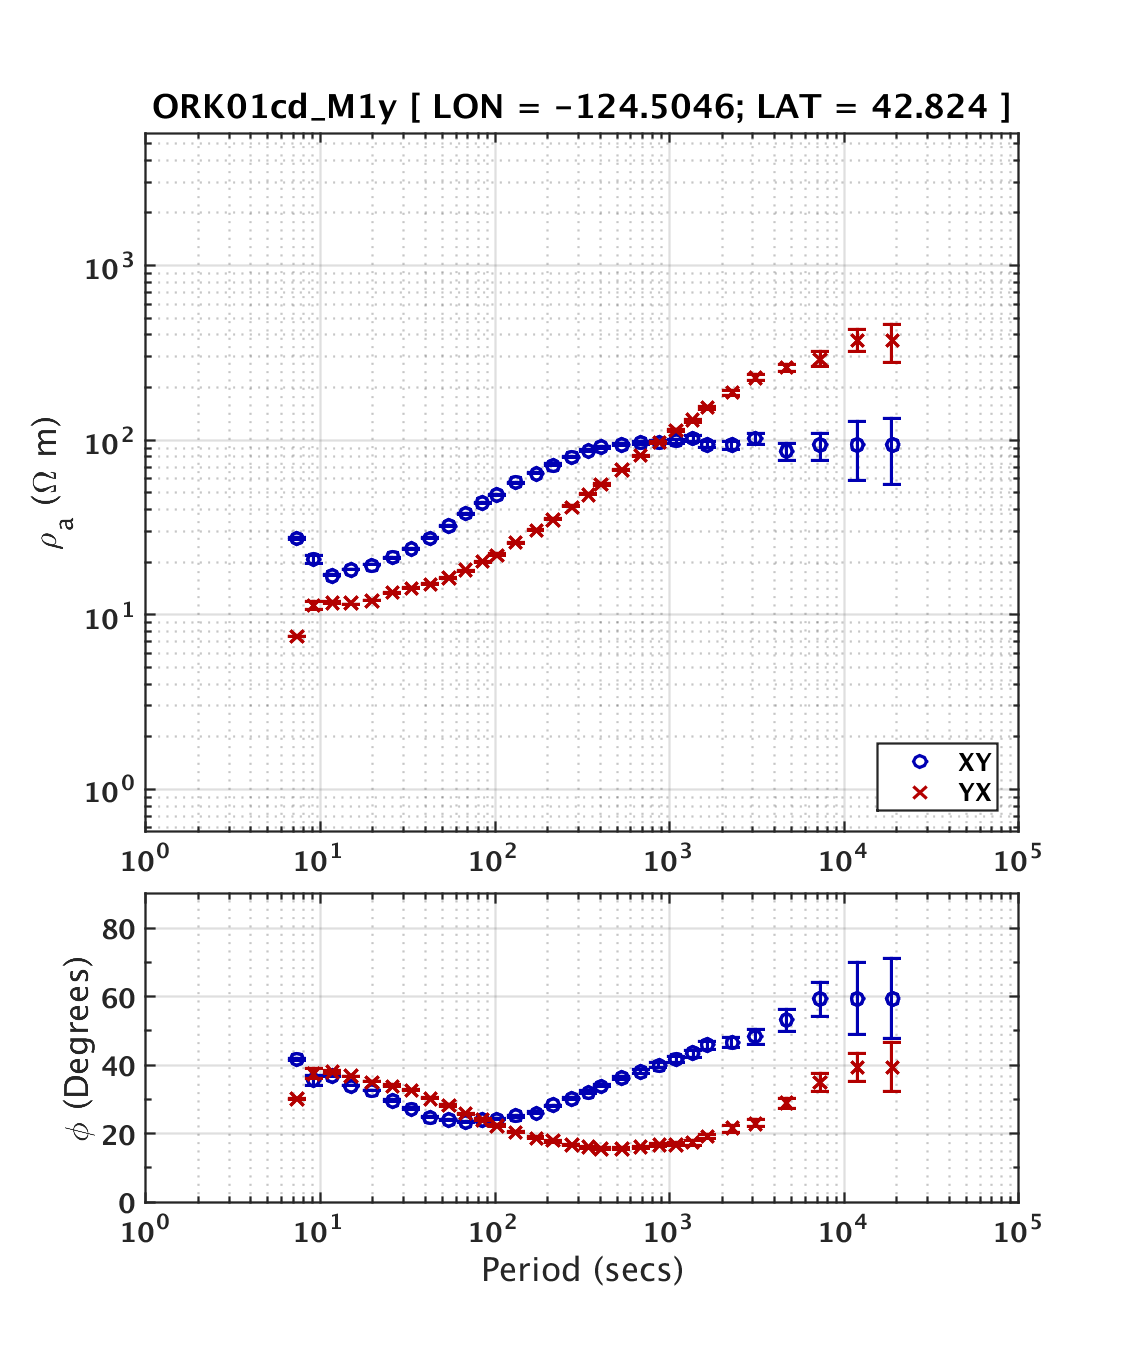 ORK01cd_M1y [ LON = -124.5046; LAT = 42.824 ]
10³
10²
10¹
10⁰
ρa (Ω m)
XY
YX
10⁰ 10¹ 10² 10³ 10⁴ 10⁵
80
60
40
20
0
ϕ (Degrees)
10⁰ 10¹ 10² 10³ 10⁴ 10⁵
Period (secs)